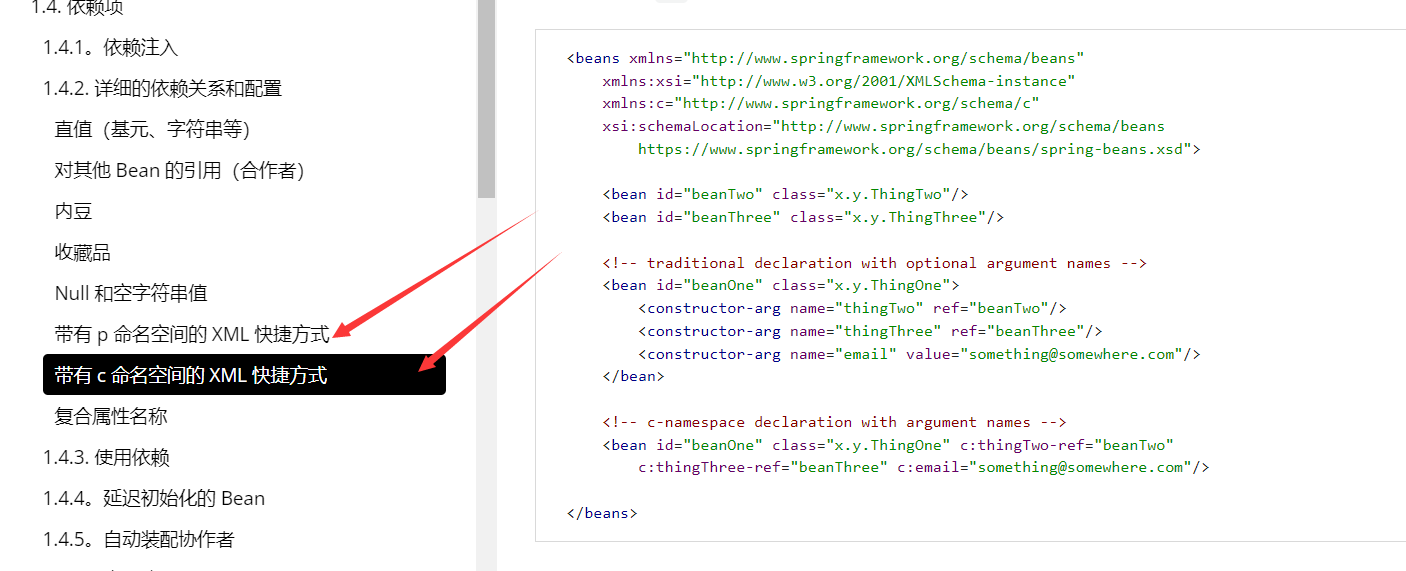 1.4. 依赖项
1.4.1。依赖注入
1.4.2. 详细的依赖关系和配置
直值（基元、字符串等）
对其他 Bean 的引用（合作者）
内豆
收藏品
Null 和空字符串值
带有 p 命名空间的 XML 快捷方式
带有 c 命名空间的 XML 快捷方式
复合属性名称
1.4.3. 使用依赖
1.4.4。延迟初始化的 Bean
1.4.5。自动装配协作者
<beans xmlns="http://www.springframework.org/schema/beans"
xmlns:xsi="http://www.w3.org/2001/XMLSchema-instance"
xmlns:c="http://www.springframework.org/schema/c"
xsi:schemaLocation="http://www.springframework.org/schema/beans
https://www.springframework.org/schema/beans/spring-beans.xsd">
<bean id="beanTwo" class="x.y.ThingTwo"/>
<bean id="beanThree" class="x.y.ThingThree"/>
<!-- traditional declaration with optional argument names -->
<bean id="beanOne" class="x.y.ThingOne">
<constructor-arg name="thingTwo" ref="beanTwo"/>
<constructor-arg name="thingThree" ref="beanThree"/>
<constructor-arg name="email" value="something@somewhere.com"/>
</bean>
<!-- c-namespace declaration with argument names -->
<bean id="beanOne" class="x.y.ThingOne" c:thingTwo-ref="beanTwo"
c:thingThree-ref="beanThree" c:email="something@somewhere.com"/>
</beans>